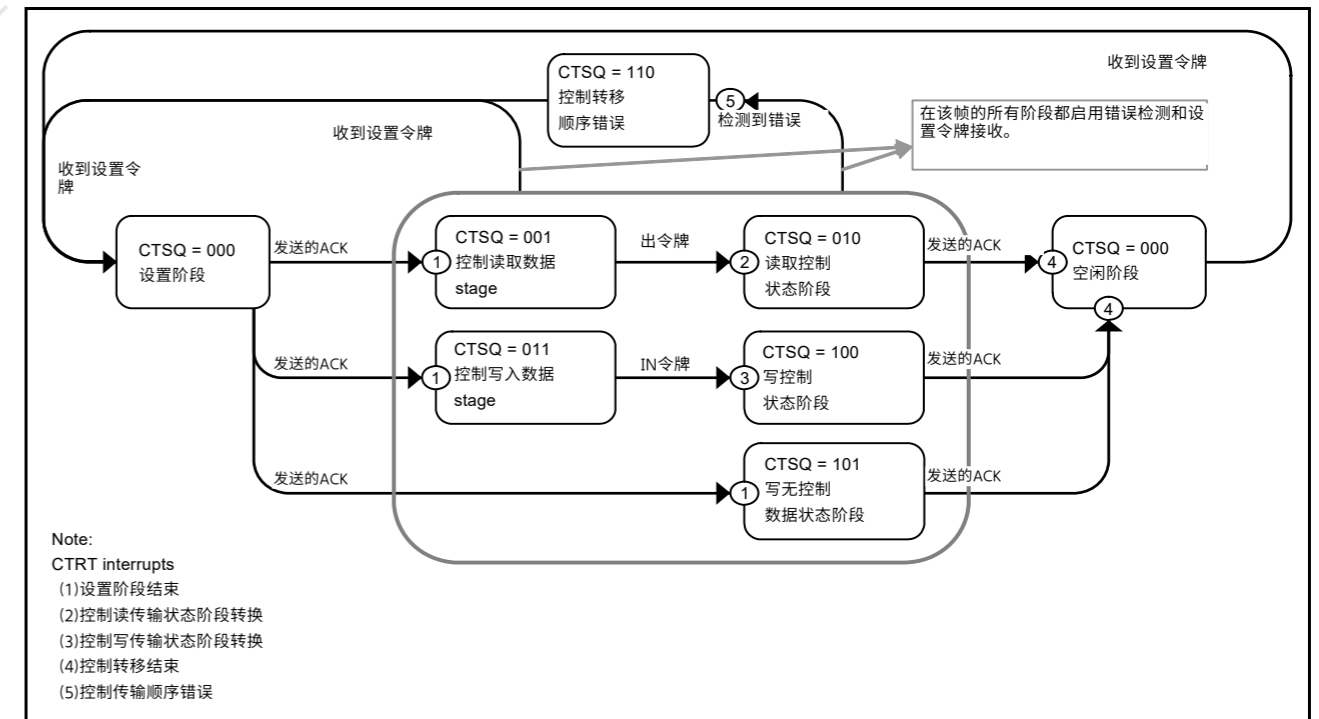 收到设置令牌
CTSQ = 110
控制转移
顺序错误
5
检测到错误
在该帧的所有阶段都启用错误检测和设
置令牌接收。
收到设置令牌
收到设置令
牌
CTSQ = 000
设置阶段
发送的ACK
1
CTSQ = 001
控制读取数据
stage
出令牌
2
CTSQ = 010
读取控制
状态阶段
发送的ACK
4
CTSQ = 000
空闲阶段
4
发送的ACK
1
CTSQ = 011
控制写入数据
stage
IN令牌
3
CTSQ = 100
写控制
状态阶段
发送的ACK
发送的ACK
1
CTSQ = 101
写无控制
数据状态阶段
发送的ACK
Note:
CTRT interrupts
(1)设置阶段结束
(2)控制读传输状态阶段转换
(3)控制写传输状态阶段转换
(4)控制转移结束
(5)控制传输顺序错误